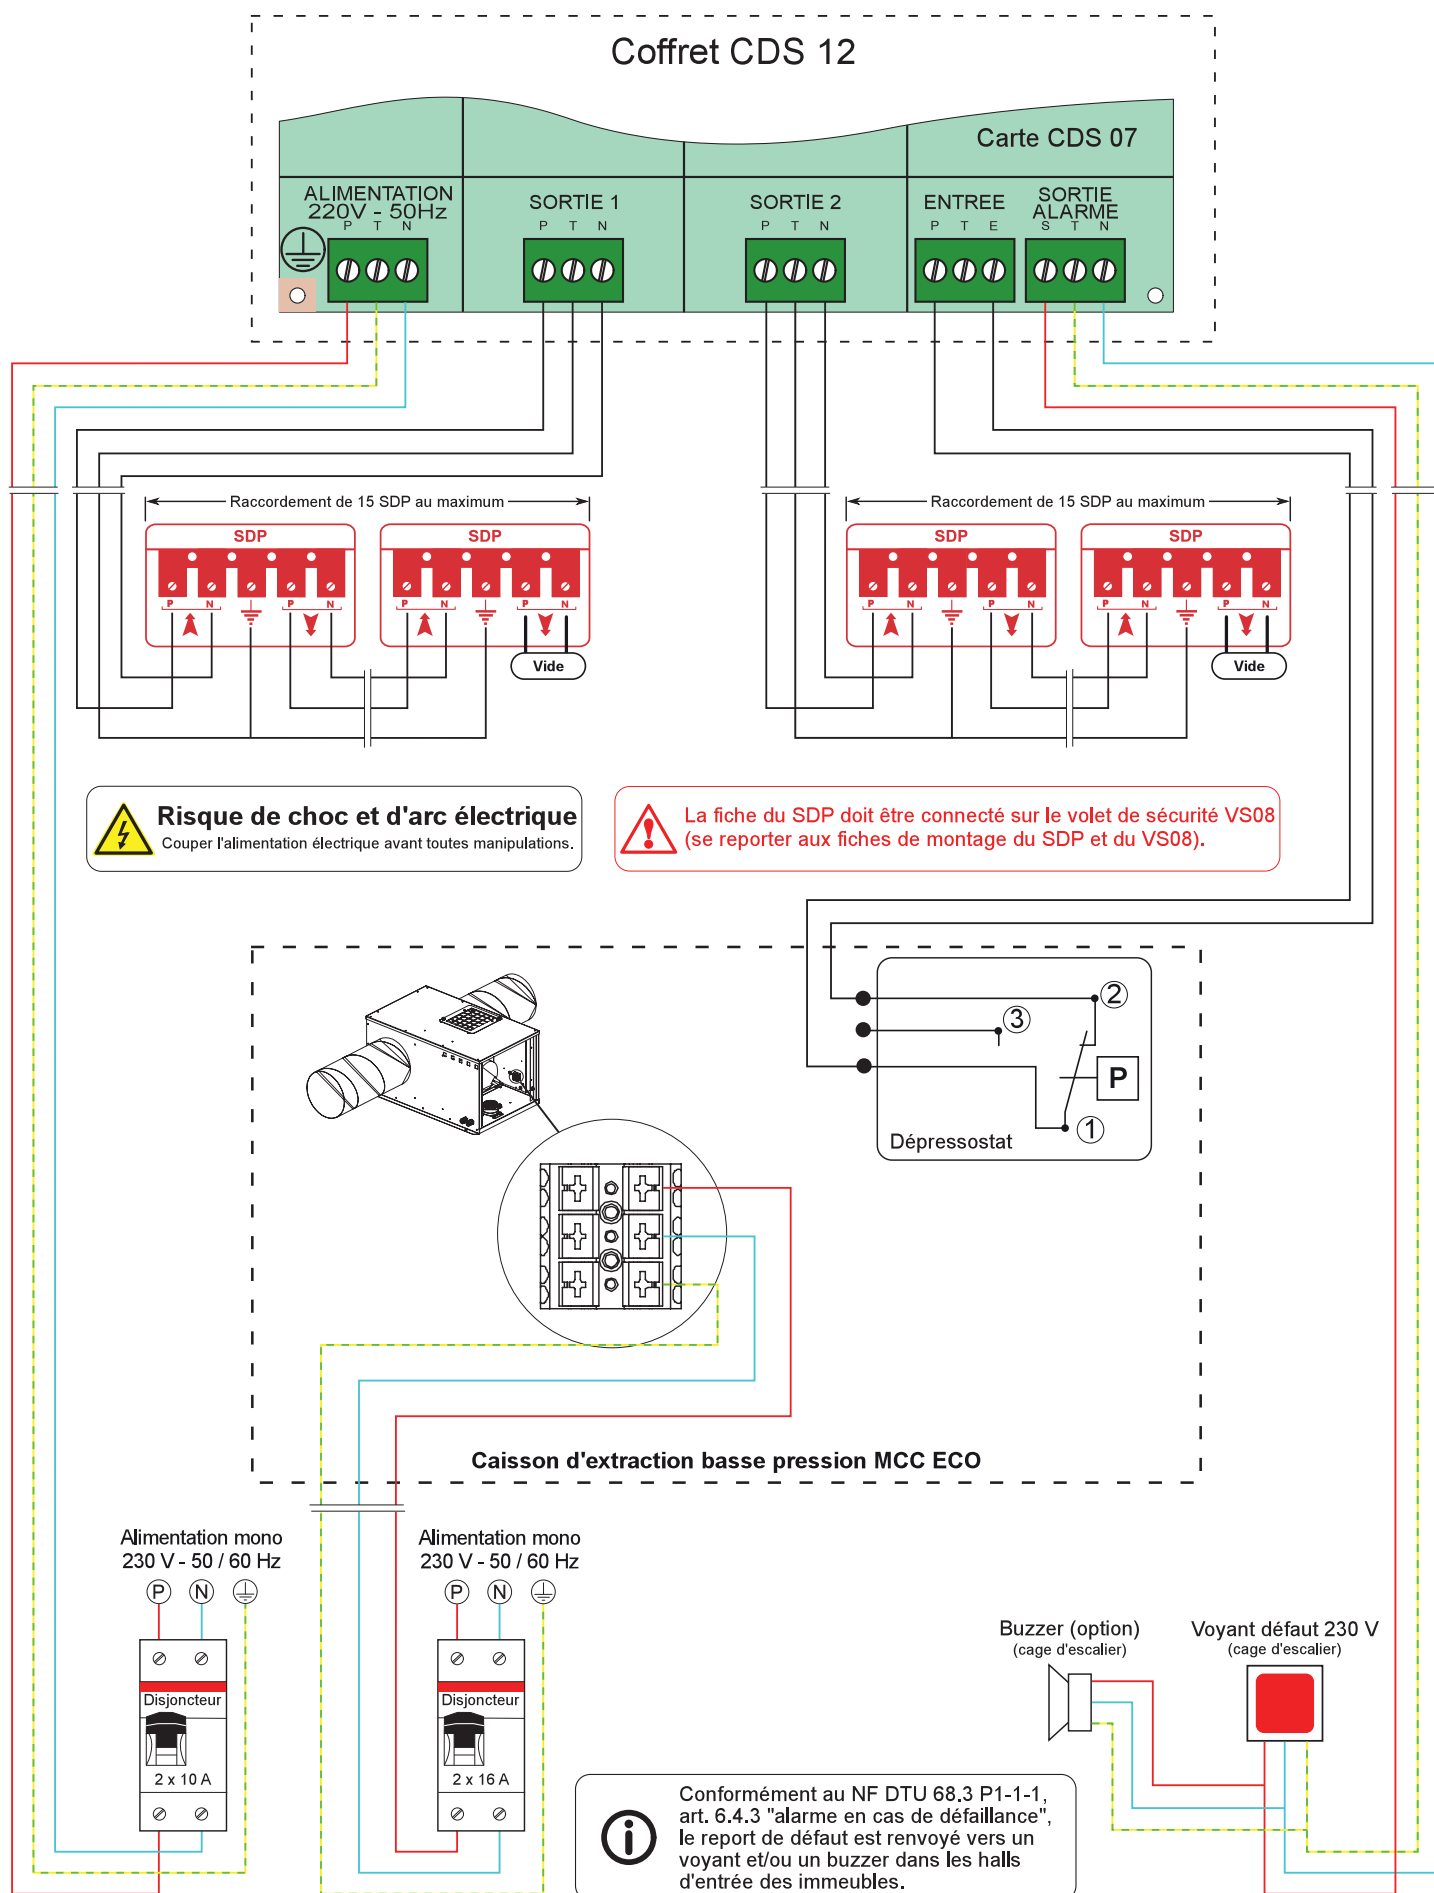 Coffret CDS 12
Carte CDS 07
ALIMENTATION
220V - 50Hz
P T N
SORTIE 1
P T N
SORTIE 2
P T N
ENTREE
P T E
SORTIE
ALARME
S T N
Raccordement de 15 SDP au maximum
SDP
P N P N
SDP
P N P N
Vide
Raccordement de 15 SDP au maximum
SDP
P N P N
SDP
P N P N
Vide
Risque de choc et d'arc électrique
Couper l'alimentation électrique avant toutes manipulations.
La fiche du SDP doit être connecté sur le volet de sécurité VS08
(se reporter aux fiches de montage du SDP et du VS08).
2
3
P
1
Dépressostat
Caisson d'extraction basse pression MCC ECO
Alimentation mono
230 V - 50 / 60 Hz
P N
Disjoncteur
2 x 10 A
Alimentation mono
230 V - 50 / 60 Hz
P N
Disjoncteur
2 x 16 A
Buzzer (option)
(cage d'escalier)
Voyant défaut 230 V
(cage d'escalier)
Conformément au NF DTU 68.3 P1-1-1,
art. 6.4.3 "alarme en cas de défaillance",
le report de défaut est renvoyé vers un
voyant et/ou un buzzer dans les halls
d'entrée des immeubles.